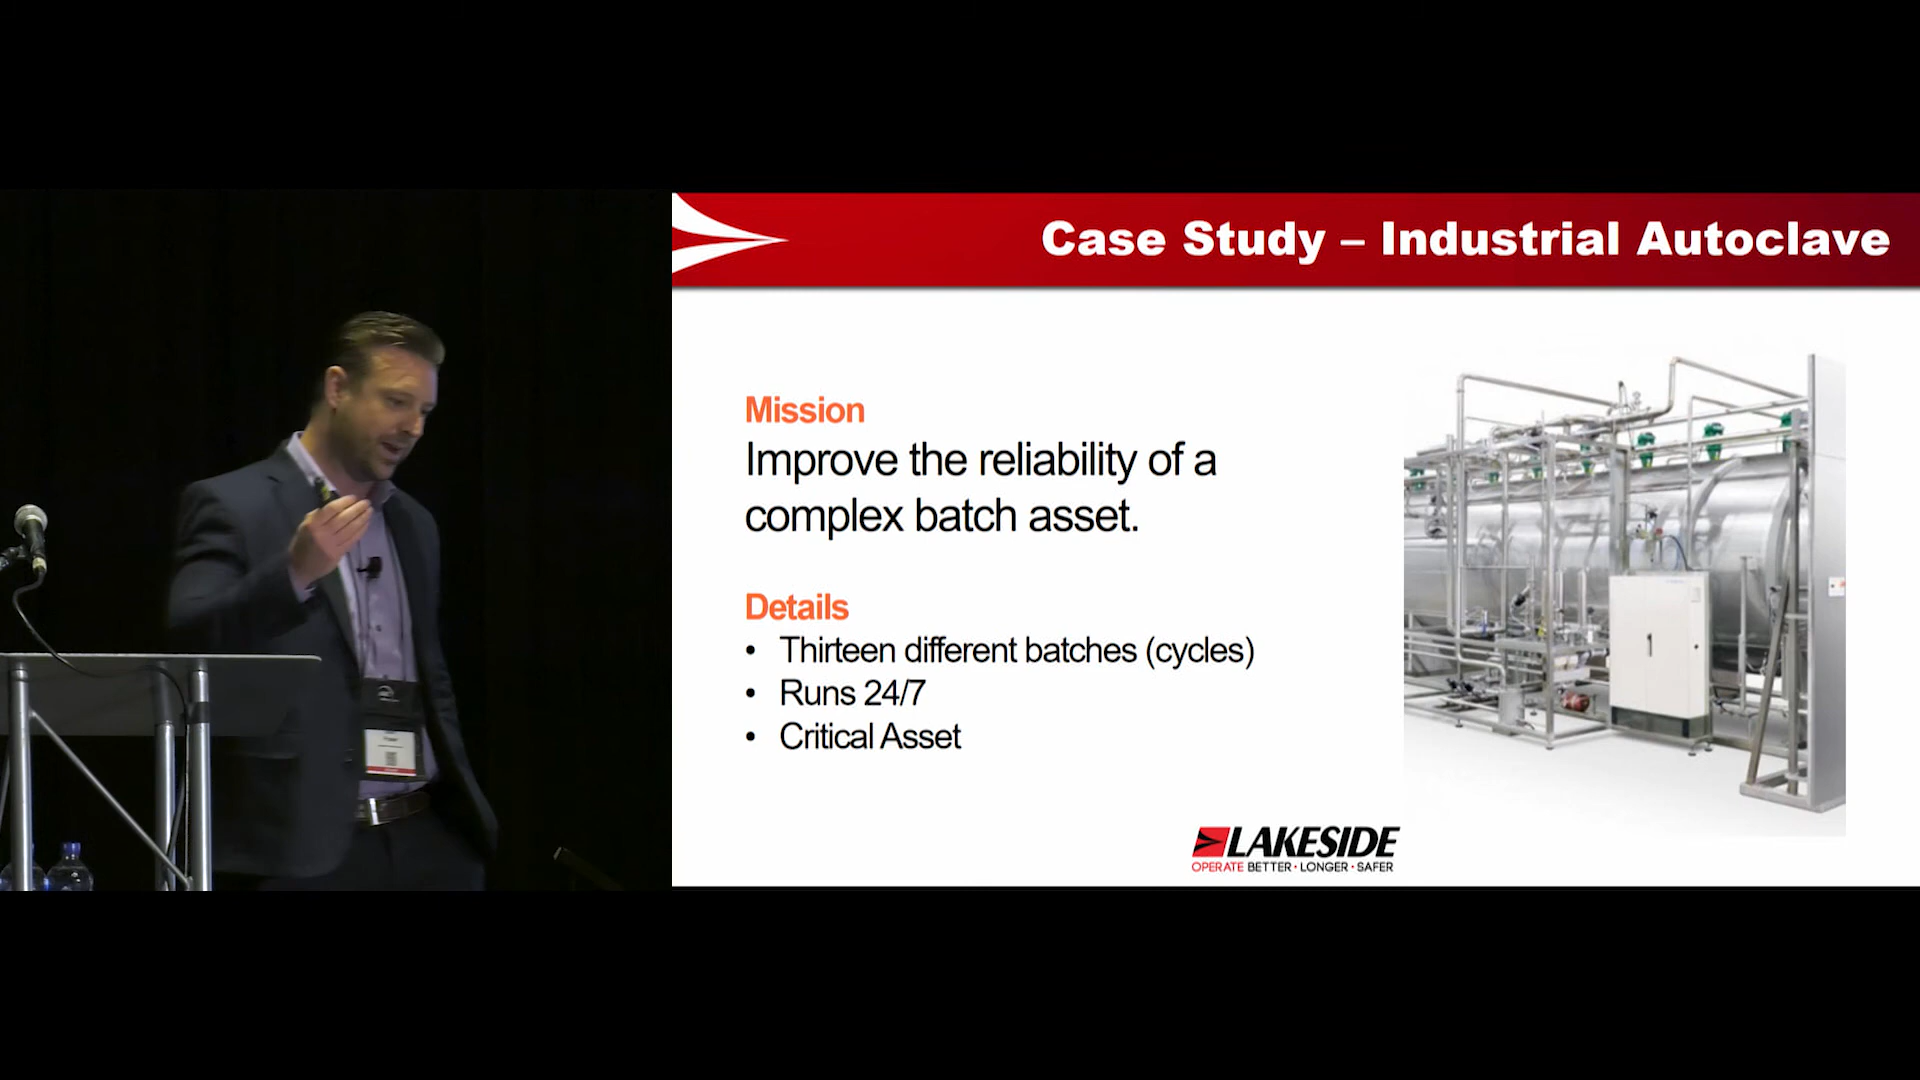 Case Study – Industrial Autoclave
Mission
Improve the reliability of a
complex batch asset.
Details
• Thirteen different batches (cycles)
• Runs 24/7
• Critical Asset
LAKESIDE
OPERATE BETTER • LONGER • SAFER